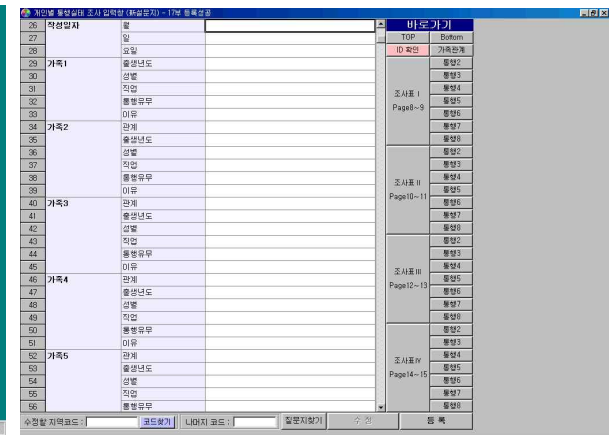 개인별 통행실태 조사 입력창 (新설문지) - 17부 등록성공
26 작성일자 월
27 일
28 요일
29 가족1 출생년도
30 성별
31 직업
32 통행유무
33 이유
34 가족2 관계
35 출생년도
36 성별
37 직업
38 통행유무
39 이유
40 가족3 관계
41 출생년도
42 성별
43 직업
44 통행유무
45 이유
46 가족4 관계
47 출생년도
48 성별
49 직업
50 통행유무
51 이유
52 가족5 관계
53 출생년도
54 성별
55 직업
56 통행유무
바로가기
TOP Bottom
ID 확인 가족관계
조사표 I
Page8~9
통행2
통행3
통행4
통행5
통행6
통행7
통행8
조사표 II
Page10~11
통행2
통행3
통행4
통행5
통행6
통행7
통행8
조사표 III
Page12~13
통행2
통행3
통행4
통행5
통행6
통행7
통행8
조사표 IV
Page14~15
통행2
통행3
통행4
통행5
통행6
통행7
통행8
수정할 지역코드 : 코드찾기 나머지 코드 : 질문지찾기 수 정 등 록